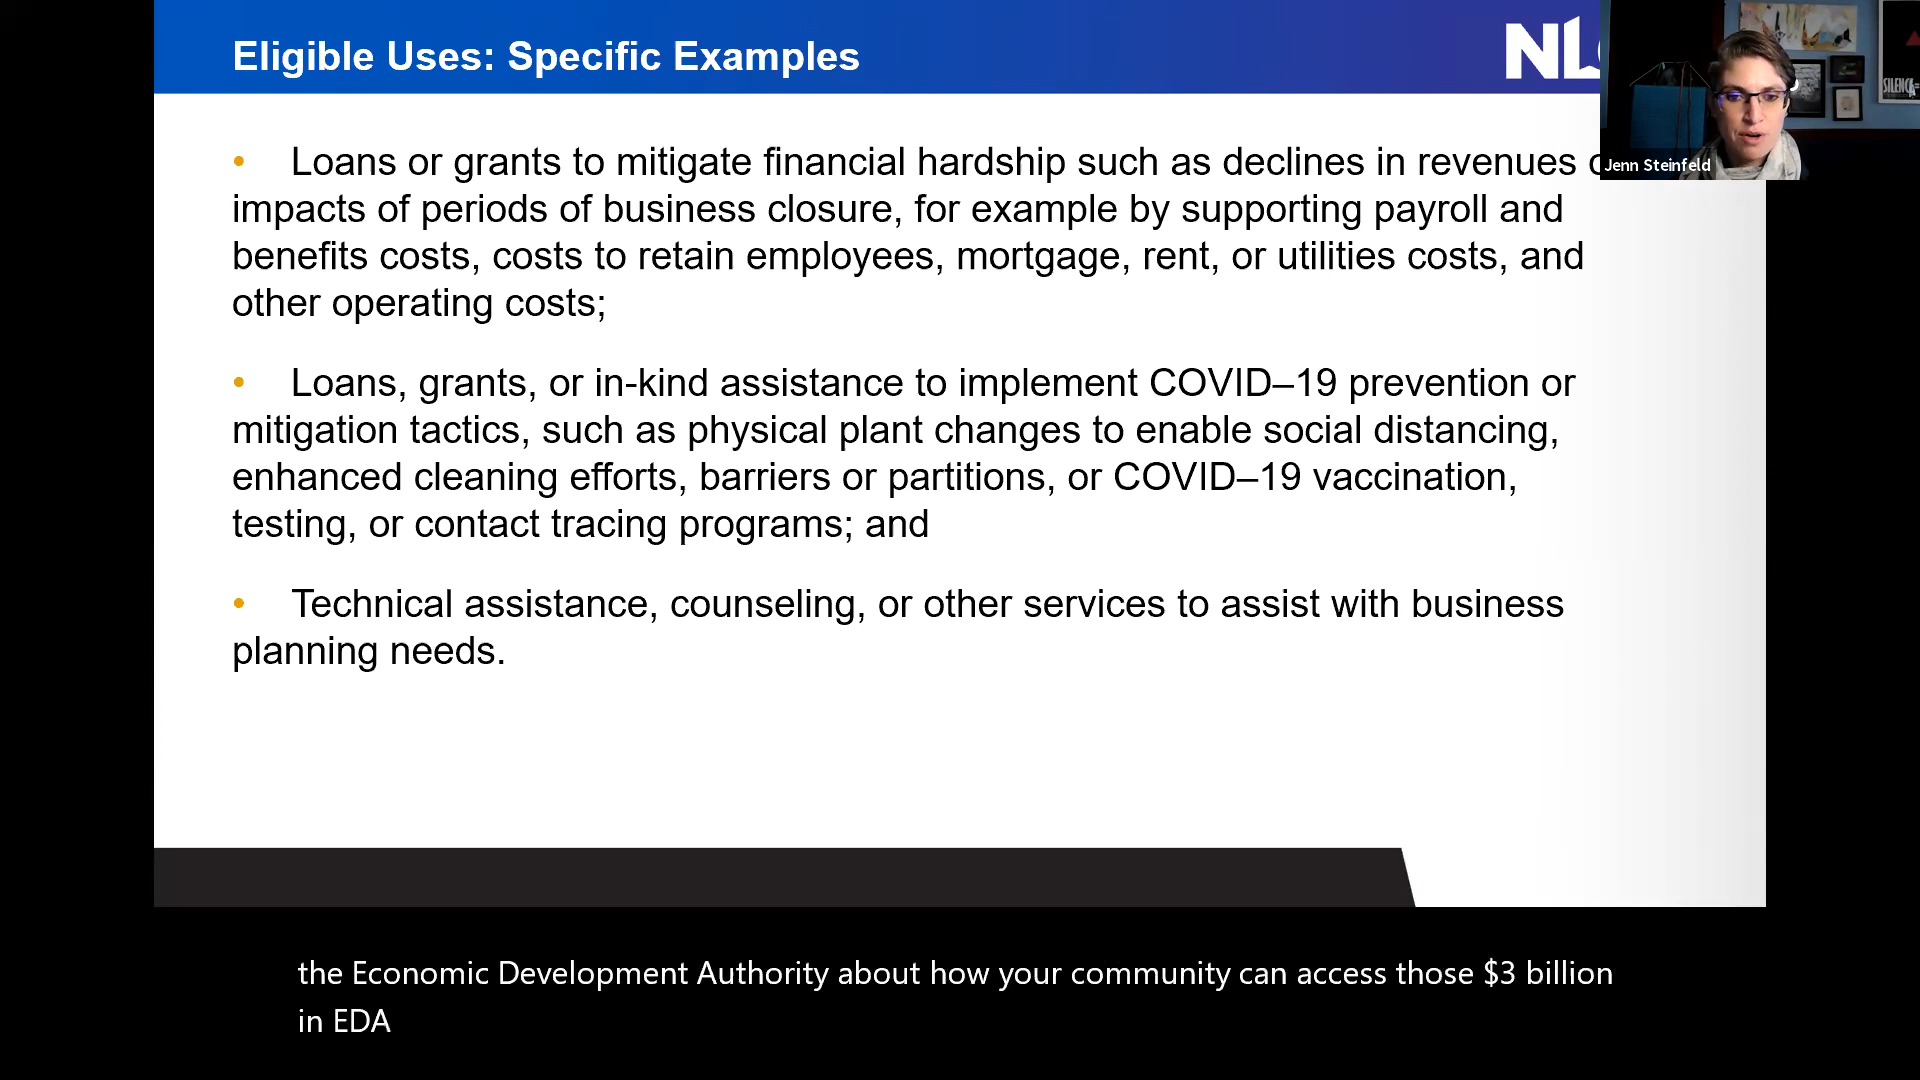 Eligible Uses: Specific Examples
NL
SILENC
Jenn Steinfeld
• Loans or grants to mitigate financial hardship such as declines in revenues
impacts of periods of business closure, for example by supporting payroll and
benefits costs, costs to retain employees, mortgage, rent, or utilities costs, and
other operating costs;
• Loans, grants, or in-kind assistance to implement COVID–19 prevention or
mitigation tactics, such as physical plant changes to enable social distancing,
enhanced cleaning efforts, barriers or partitions, or COVID–19 vaccination,
testing, or contact tracing programs; and
• Technical assistance, counseling, or other services to assist with business
planning needs.
the Economic Development Authority about how your community can access those $3 billion
in EDA